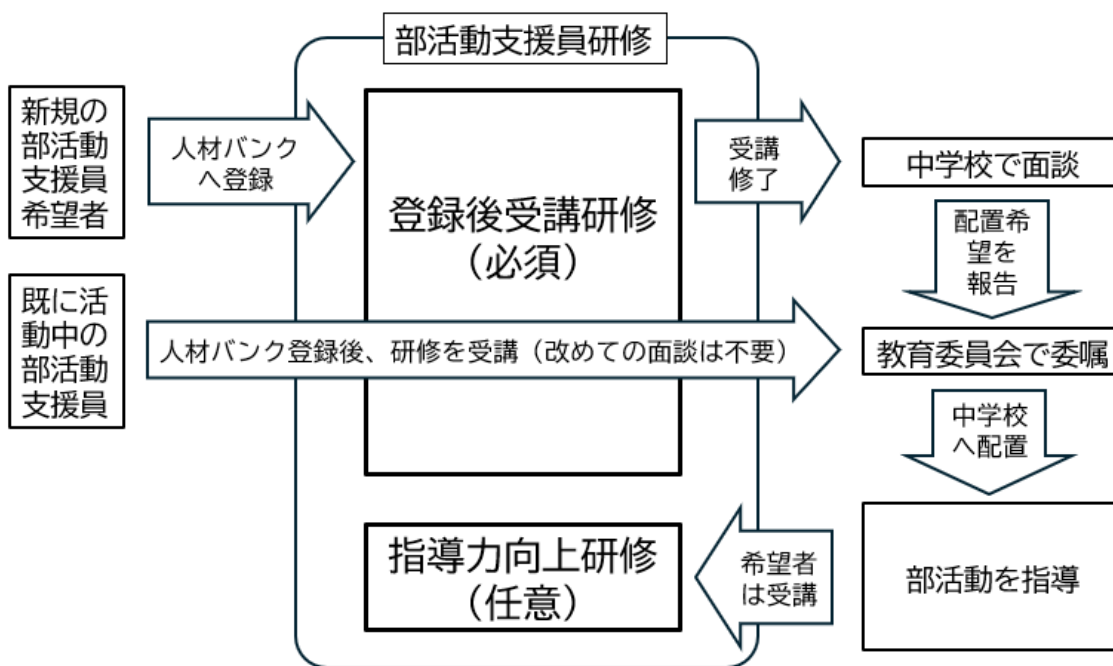 部活動支援員研修
新規の
部活動
支援員
希望者
人材バンク
へ登録
登録後受講研修
（必須）
受講
修了
中学校で面談
配置希
望を
報告
既に活
動中の
部活動
支援員
人材バンク登録後、研修を受講（改めての面談は不要）
教育委員会で委嘱
中学校
へ配置
部活動を指導
希望者
は受講
指導力向上研修
（任意）